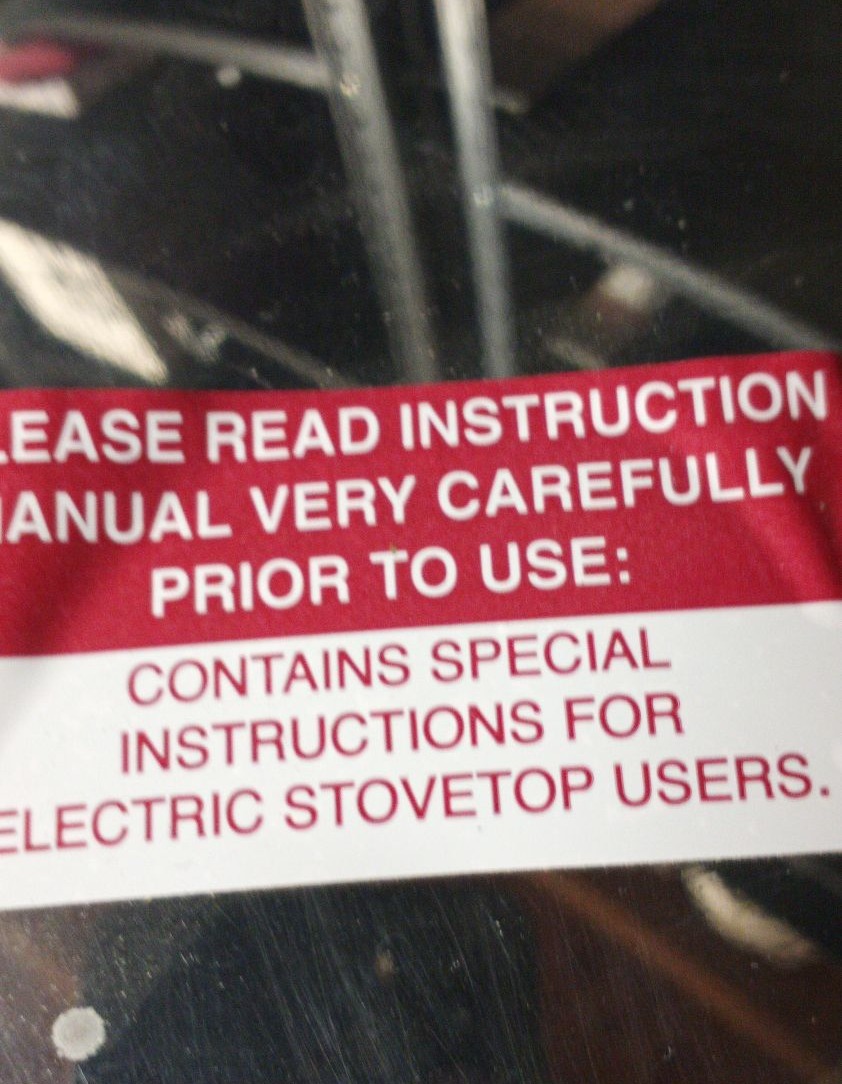 LEASE READ INSTRUCTION
ANUAL VERY CAREFULLY
PRIOR TO USE:
CONTAINS SPECIAL
INSTRUCTIONS FOR
ELECTRIC STOVETOP USERS.